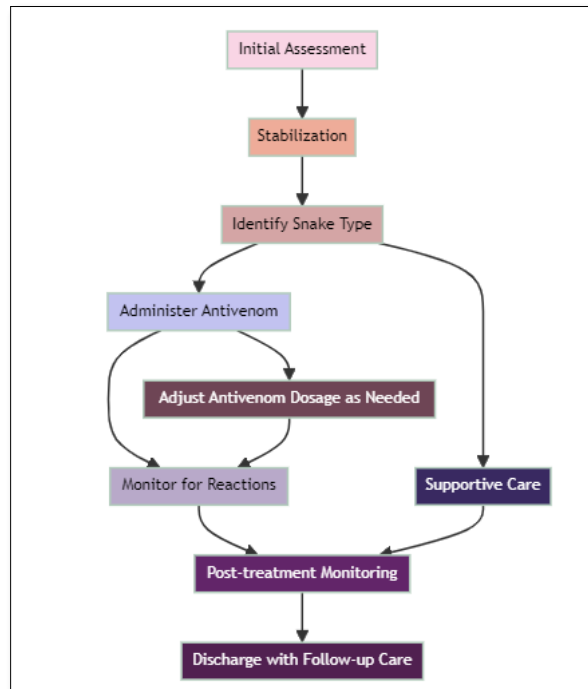 Initial Assessment
Stabilization
Identify Snake Type
Administer Antivenom
Adjust Antivenom Dosage as Needed
Monitor for Reactions
Supportive Care
Post-treatment Monitoring
Discharge with Follow-up Care